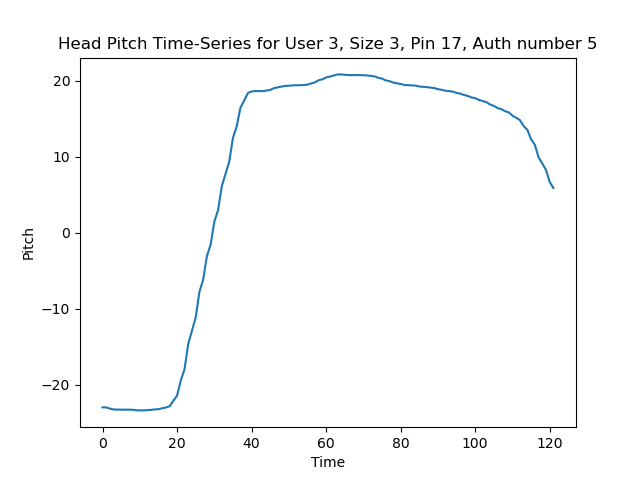 Head Pitch Time-Series for User 3, Size 3, Pin 17, Auth number 5
20
10
0
−10
−20
Pitch
0 20 40 60 80 100 120
Time